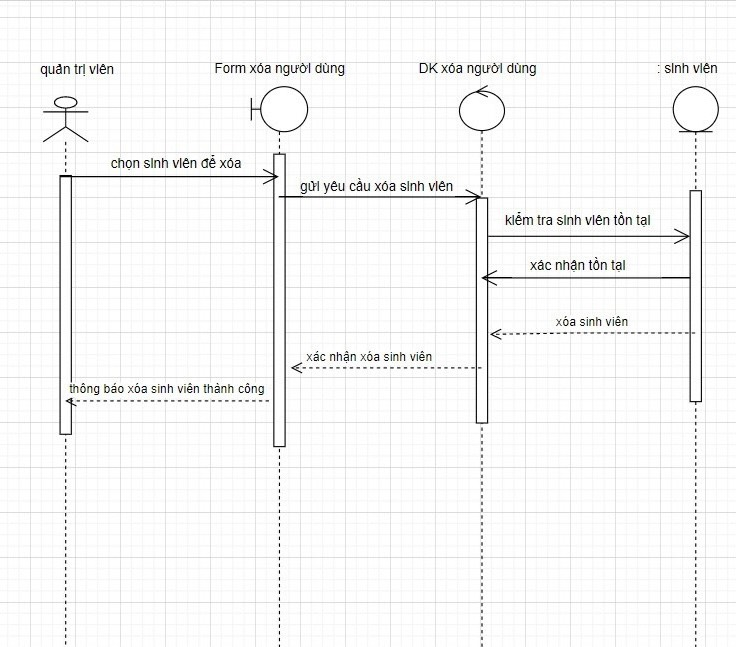 quản trị viên
Form xóa người dùng
DK xóa người dùng
: sinh viên
chọn sinh viên để xóa
gửi yêu cầu xóa sinh viên
kiểm tra sinh viên tồn tại
xác nhận tồn tại
xóa sinh viên
xác nhận xóa sinh viên
thông báo xóa sinh viên thành công